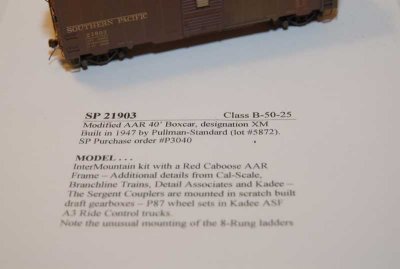 SOUTHERN PACIFIC
21903
SP 21903 Class B-50-25
Modified AAR 40' Boxcar, designation XM
Built in 1947 by Pullman-Standard (lot #5872).
SP Purchase order #P3040
MODEL . . .
InterMountain kit with a Red Caboose AAR
Frame – Additional details from Cal-Scale,
Branchline Trains, Detail Associates and Kadee –
The Sergent Couplers are mounted in scratch built
draft gearboxes – P87 wheel sets in Kadee ASF
A3 Ride Control trucks.
Note the unusual mounting of the 8-Rung ladders